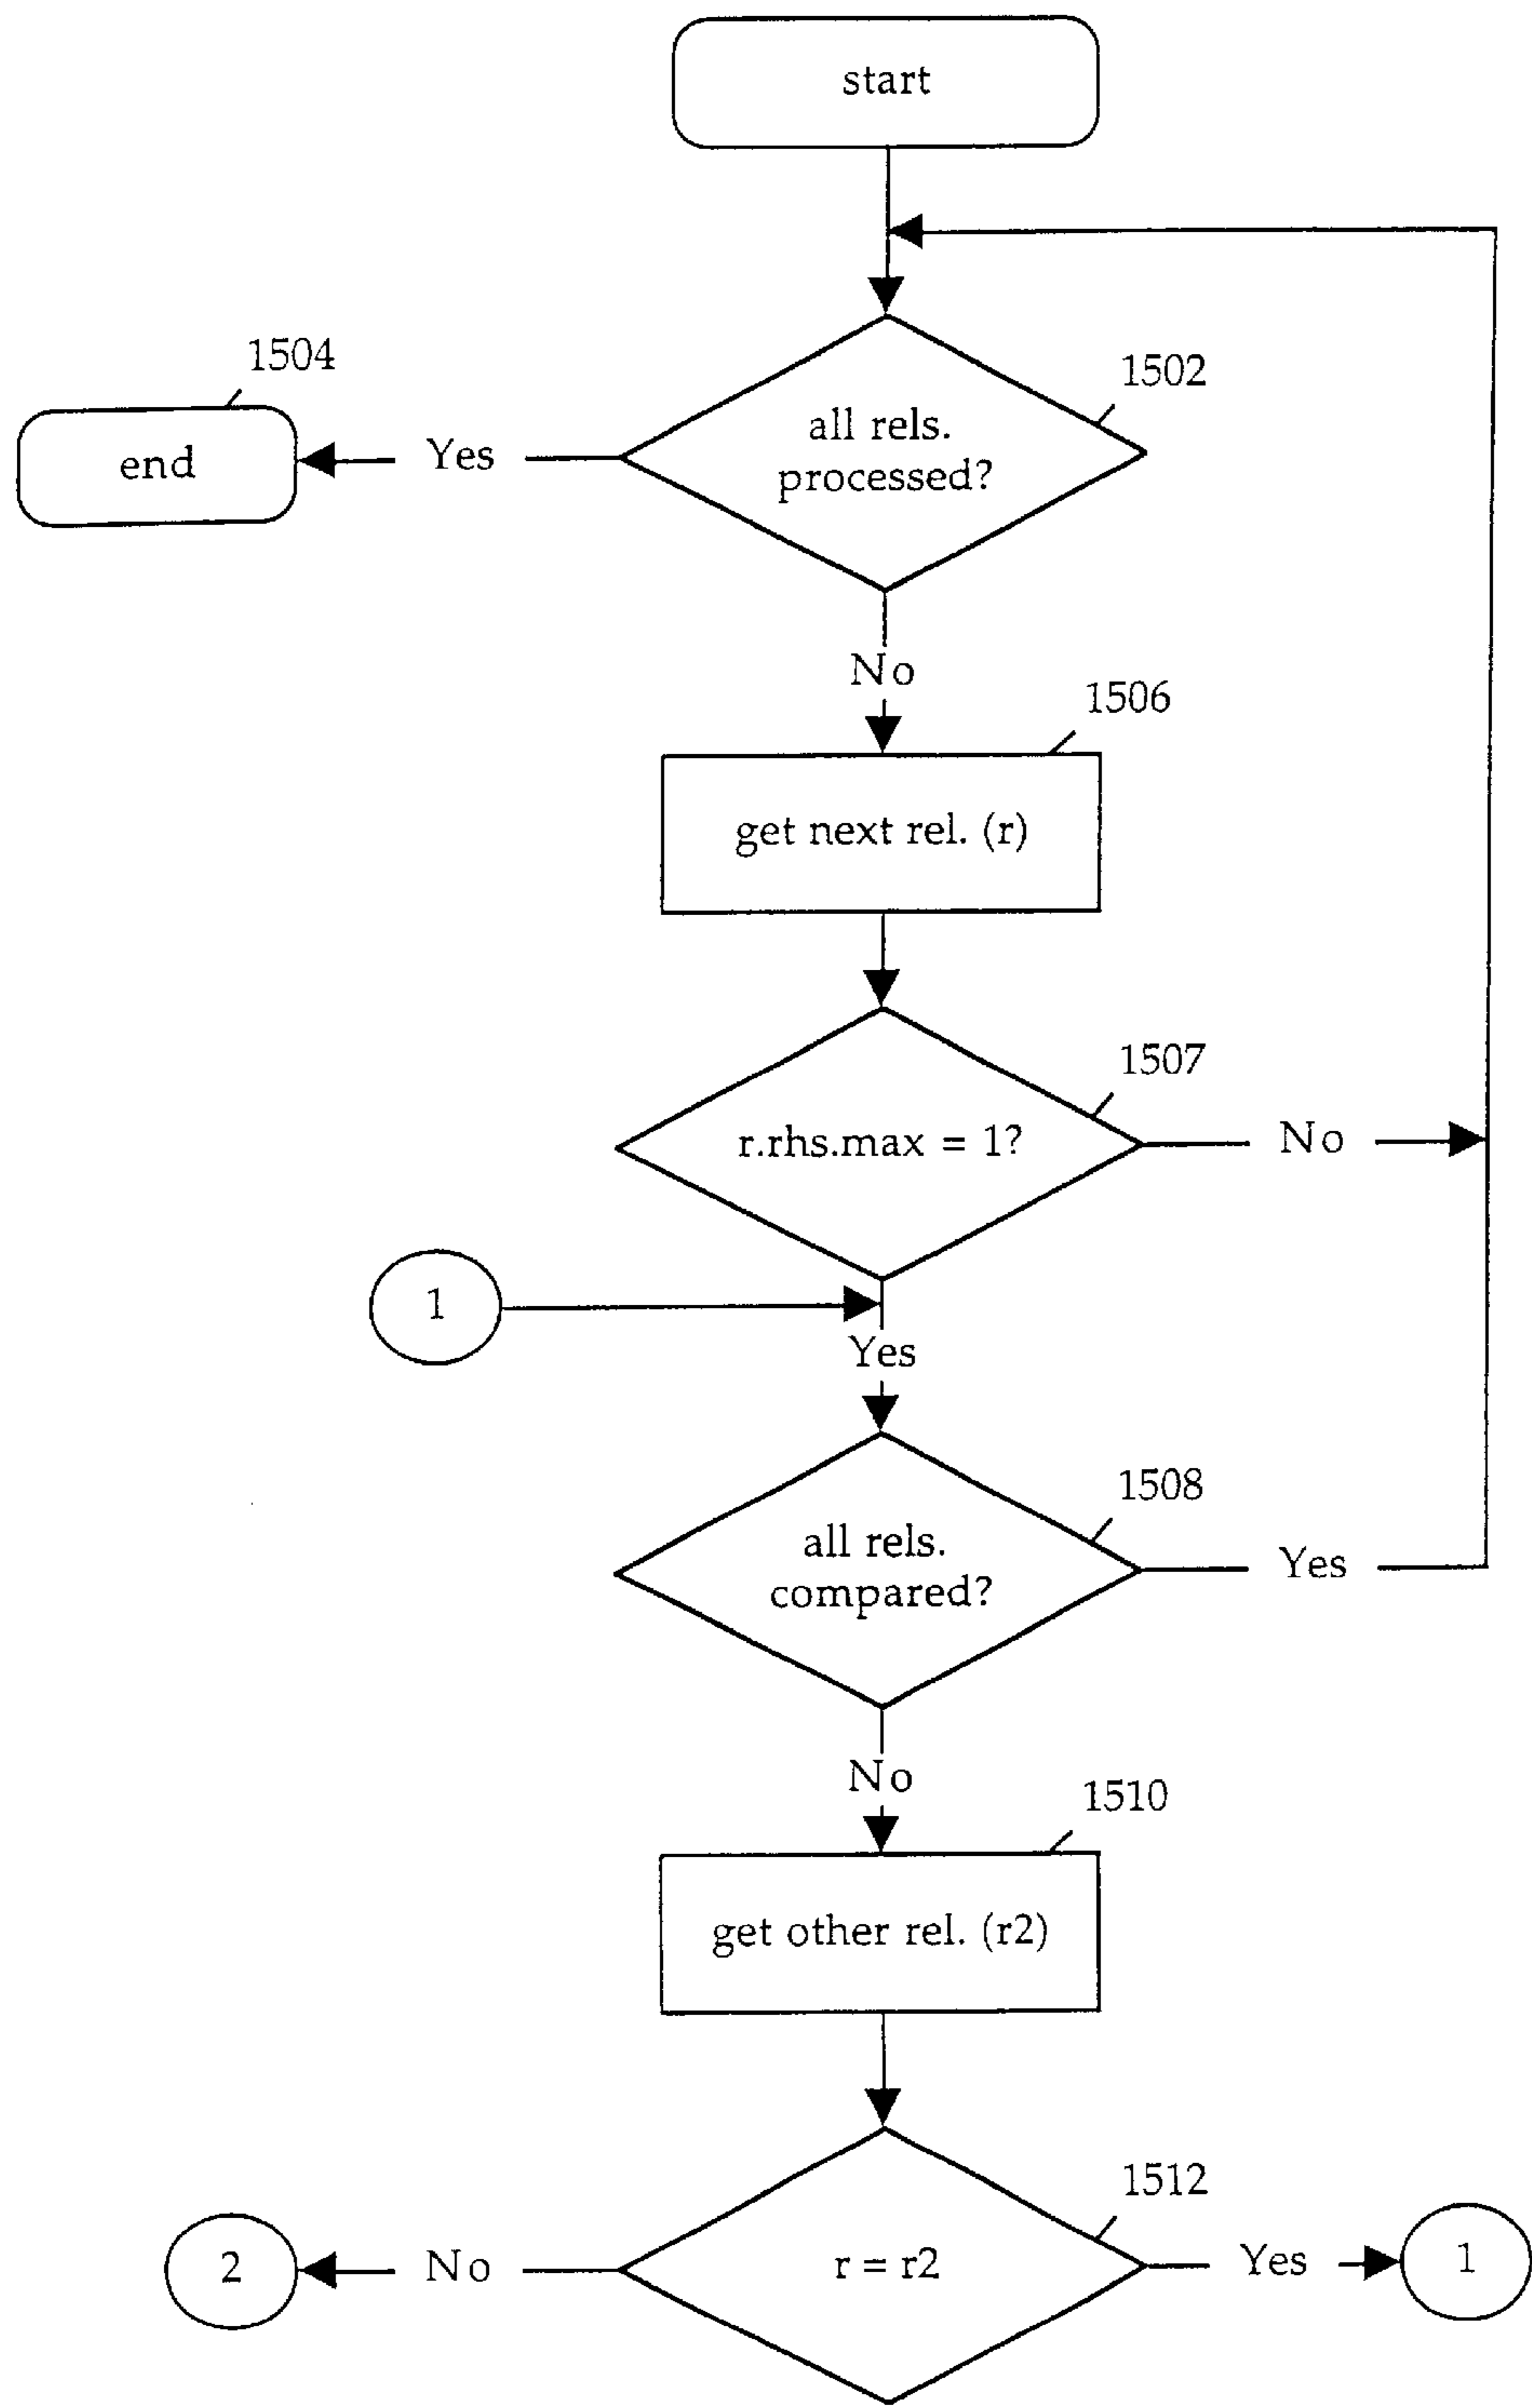 start
1504
1502
end
Yes
all rels.
processed?
No
1506
get next rel. (r)
1507
r.rhs.max = 1?
No
1
Yes
1508
all rels.
compared?
Yes
No
1510
get other rel. (r2)
1512
2
No
r = r2
Yes
1